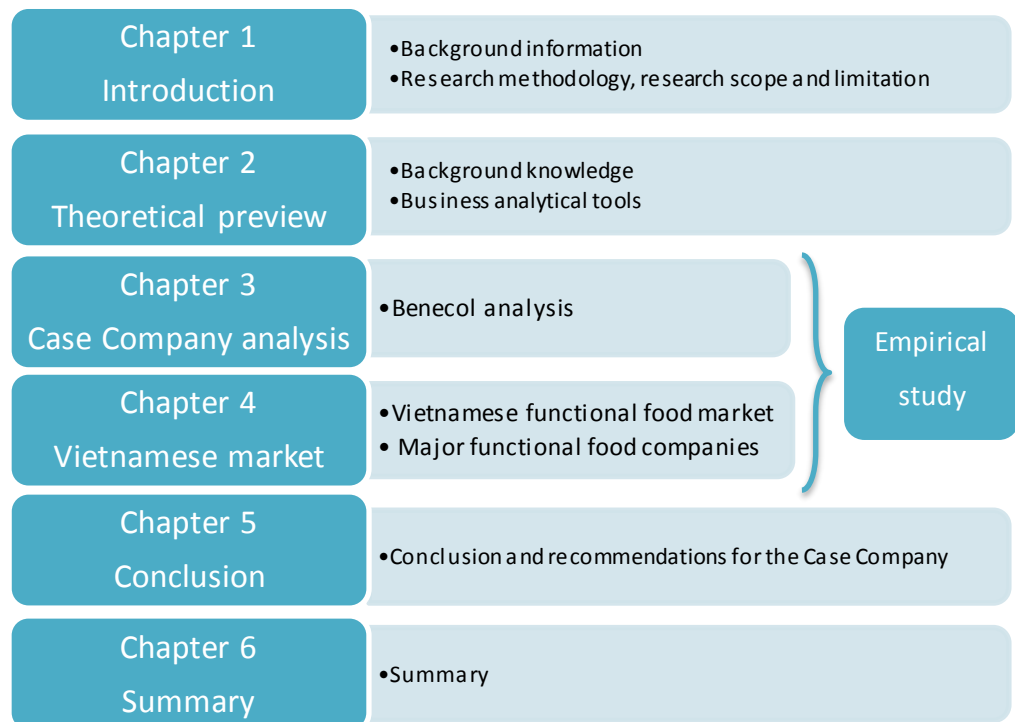 Chapter 1
Introduction
•Background information
•Research methodology, research scope and limitation
Chapter 2
Theoretical preview
•Background knowledge
•Business analytical tools
Chapter 3
Case Company analysis
•Benecol analysis
Chapter 4
Vietnamese market
•Vietnamese functional food market
• Major functional food companies
Empirical
study
Chapter 5
Conclusion
•Conclusion and recommendations for the Case Company
Chapter 6
Summary
•Summary